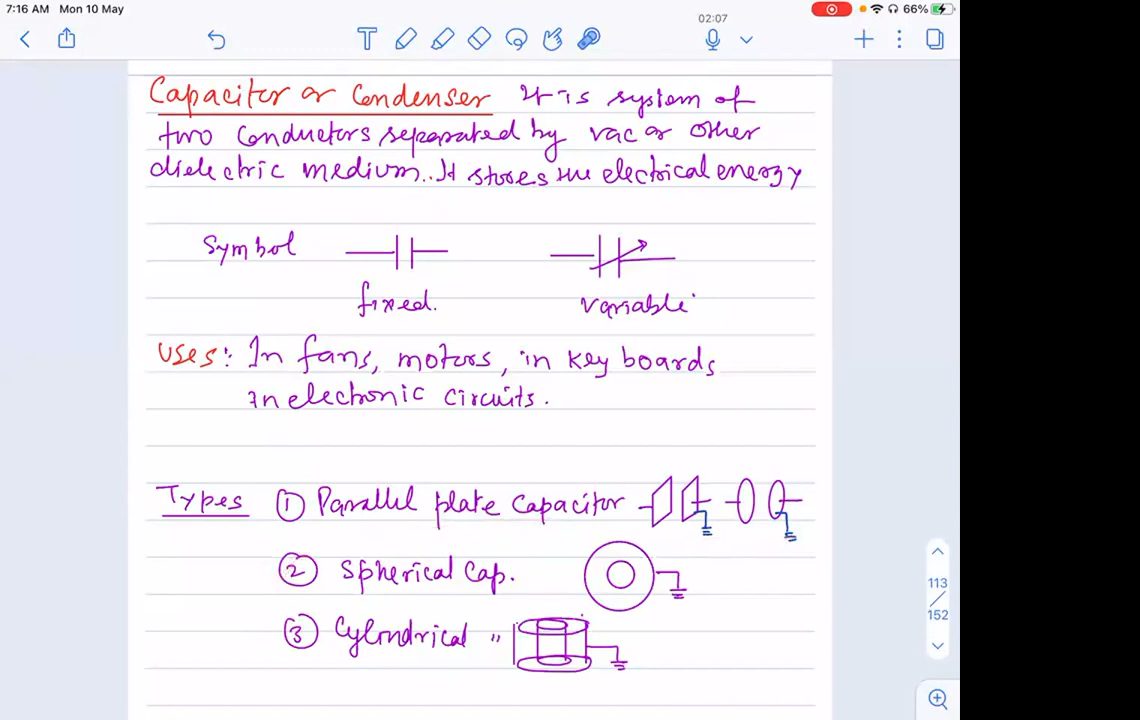 7:16 AM Mon 10 May
66%
02:07
Capacitor or Condenser It is system of
two conductors separated by vac or other
dielectric medium. It stores the electrical energy
Symbol
fixed. variable
Uses: In fans, motors, in key boards
In electronic circuits.
Types ① Parallel plate capacitor
② Spherical Cap.
③ Cylindrical "
113
/
152